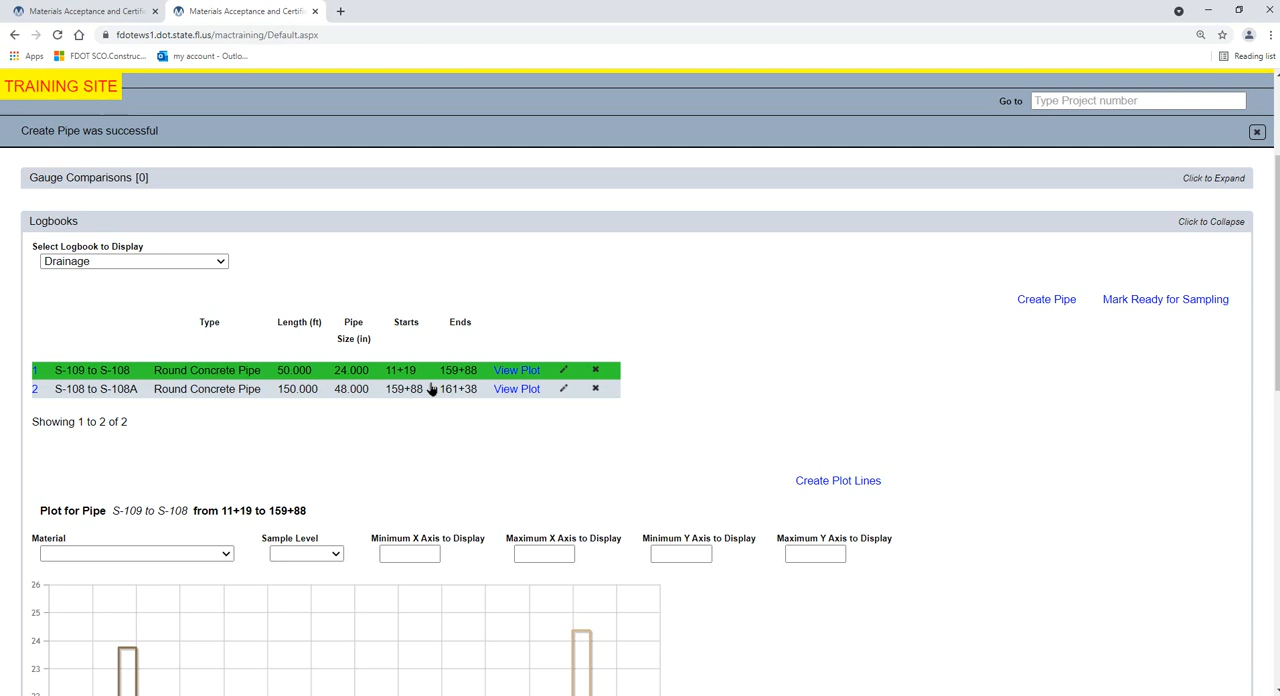 Materials Acceptance and Certifi
Materials Acceptance and Certifi
fdotews1.dot.state.fl.us/mactraining/Default.aspx
Apps
FDOT SCO.Construc...
my account - Outlo...
Reading list
TRAINING SITE
Go to
Type Project number
Create Pipe was successful
Gauge Comparisons [0]
Click to Expand
Logbooks
Click to Collapse
Select Logbook to Display
Drainage
Create Pipe
Mark Ready for Sampling
Type Length (ft) Pipe Size (in) Starts Ends
1 S-109 to S-108 Round Concrete Pipe 50.000 24.000 11+19 159+88 View Plot
2 S-108 to S-108A Round Concrete Pipe 150.000 48.000 159+88 161+38 View Plot
Showing 1 to 2 of 2
Create Plot Lines
Plot for Pipe S-109 to S-108 from 11+19 to 159+88
Material Sample Level Minimum X Axis to Display Maximum X Axis to Display Minimum Y Axis to Display Maximum Y Axis to Display
26
25
24
23